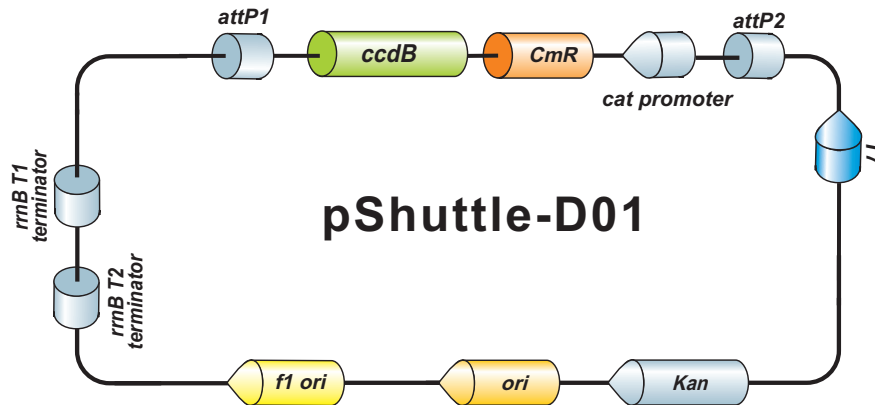 attP1
ccdB
CmR
cat promoter
attP2
rrnB T1
terminator
pShuttle-D01
rrnB T2
terminator
f1 ori
ori
Kan